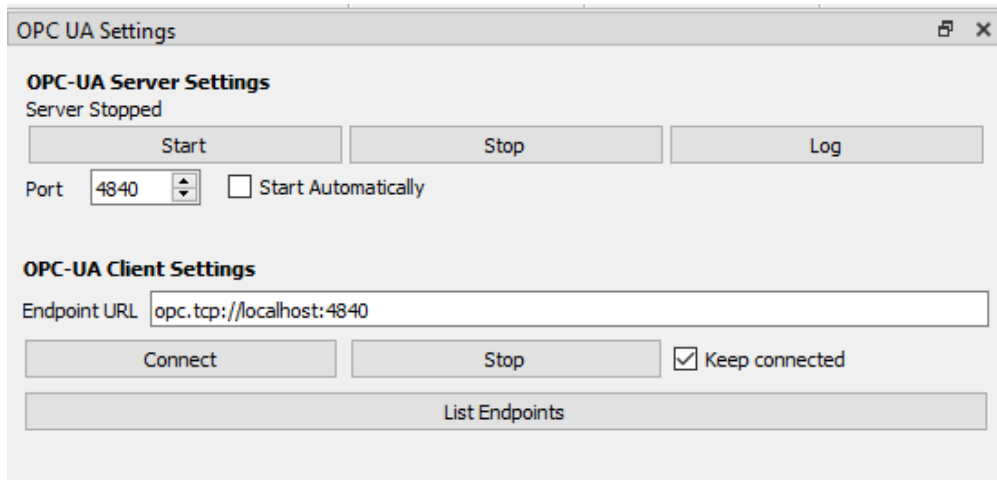 OPC UA Settings
OPC-UA Server Settings
Server Stopped
Start Stop Log
Port 4840 Start Automatically
OPC-UA Client Settings
Endpoint URL opc.tcp://localhost:4840
Connect Stop Keep connected
List Endpoints